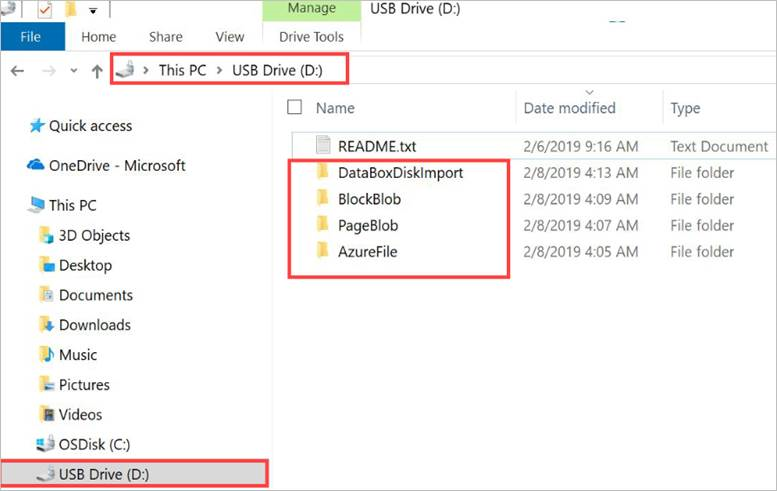 Manage USB Drive (D:)
File Home Share View Drive Tools
This PC USB Drive (D:)
Name Date modified Type
Quick access
OneDrive - Microsoft
This PC
3D Objects
Desktop
Documents
Downloads
Music
Pictures
Videos
OSDisk (C:)
USB Drive (D:)
README.txt 2/6/2019 9:16 AM Text Document
DataBoxDiskImport 2/8/2019 4:13 AM File folder
BlockBlob 2/8/2019 4:09 AM File folder
PageBlob 2/8/2019 4:07 AM File folder
AzureFile 2/8/2019 4:05 AM File folder